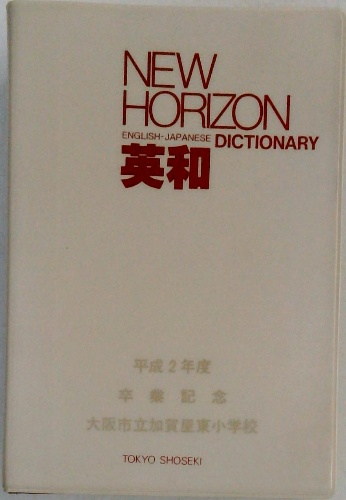 NEW
HORIZON
ENGLISH-JAPANESE DICTIONARY
英和
平成2年度
卒業記念
大阪市立加賀屋東小学校
TOKYO SHOSEKI